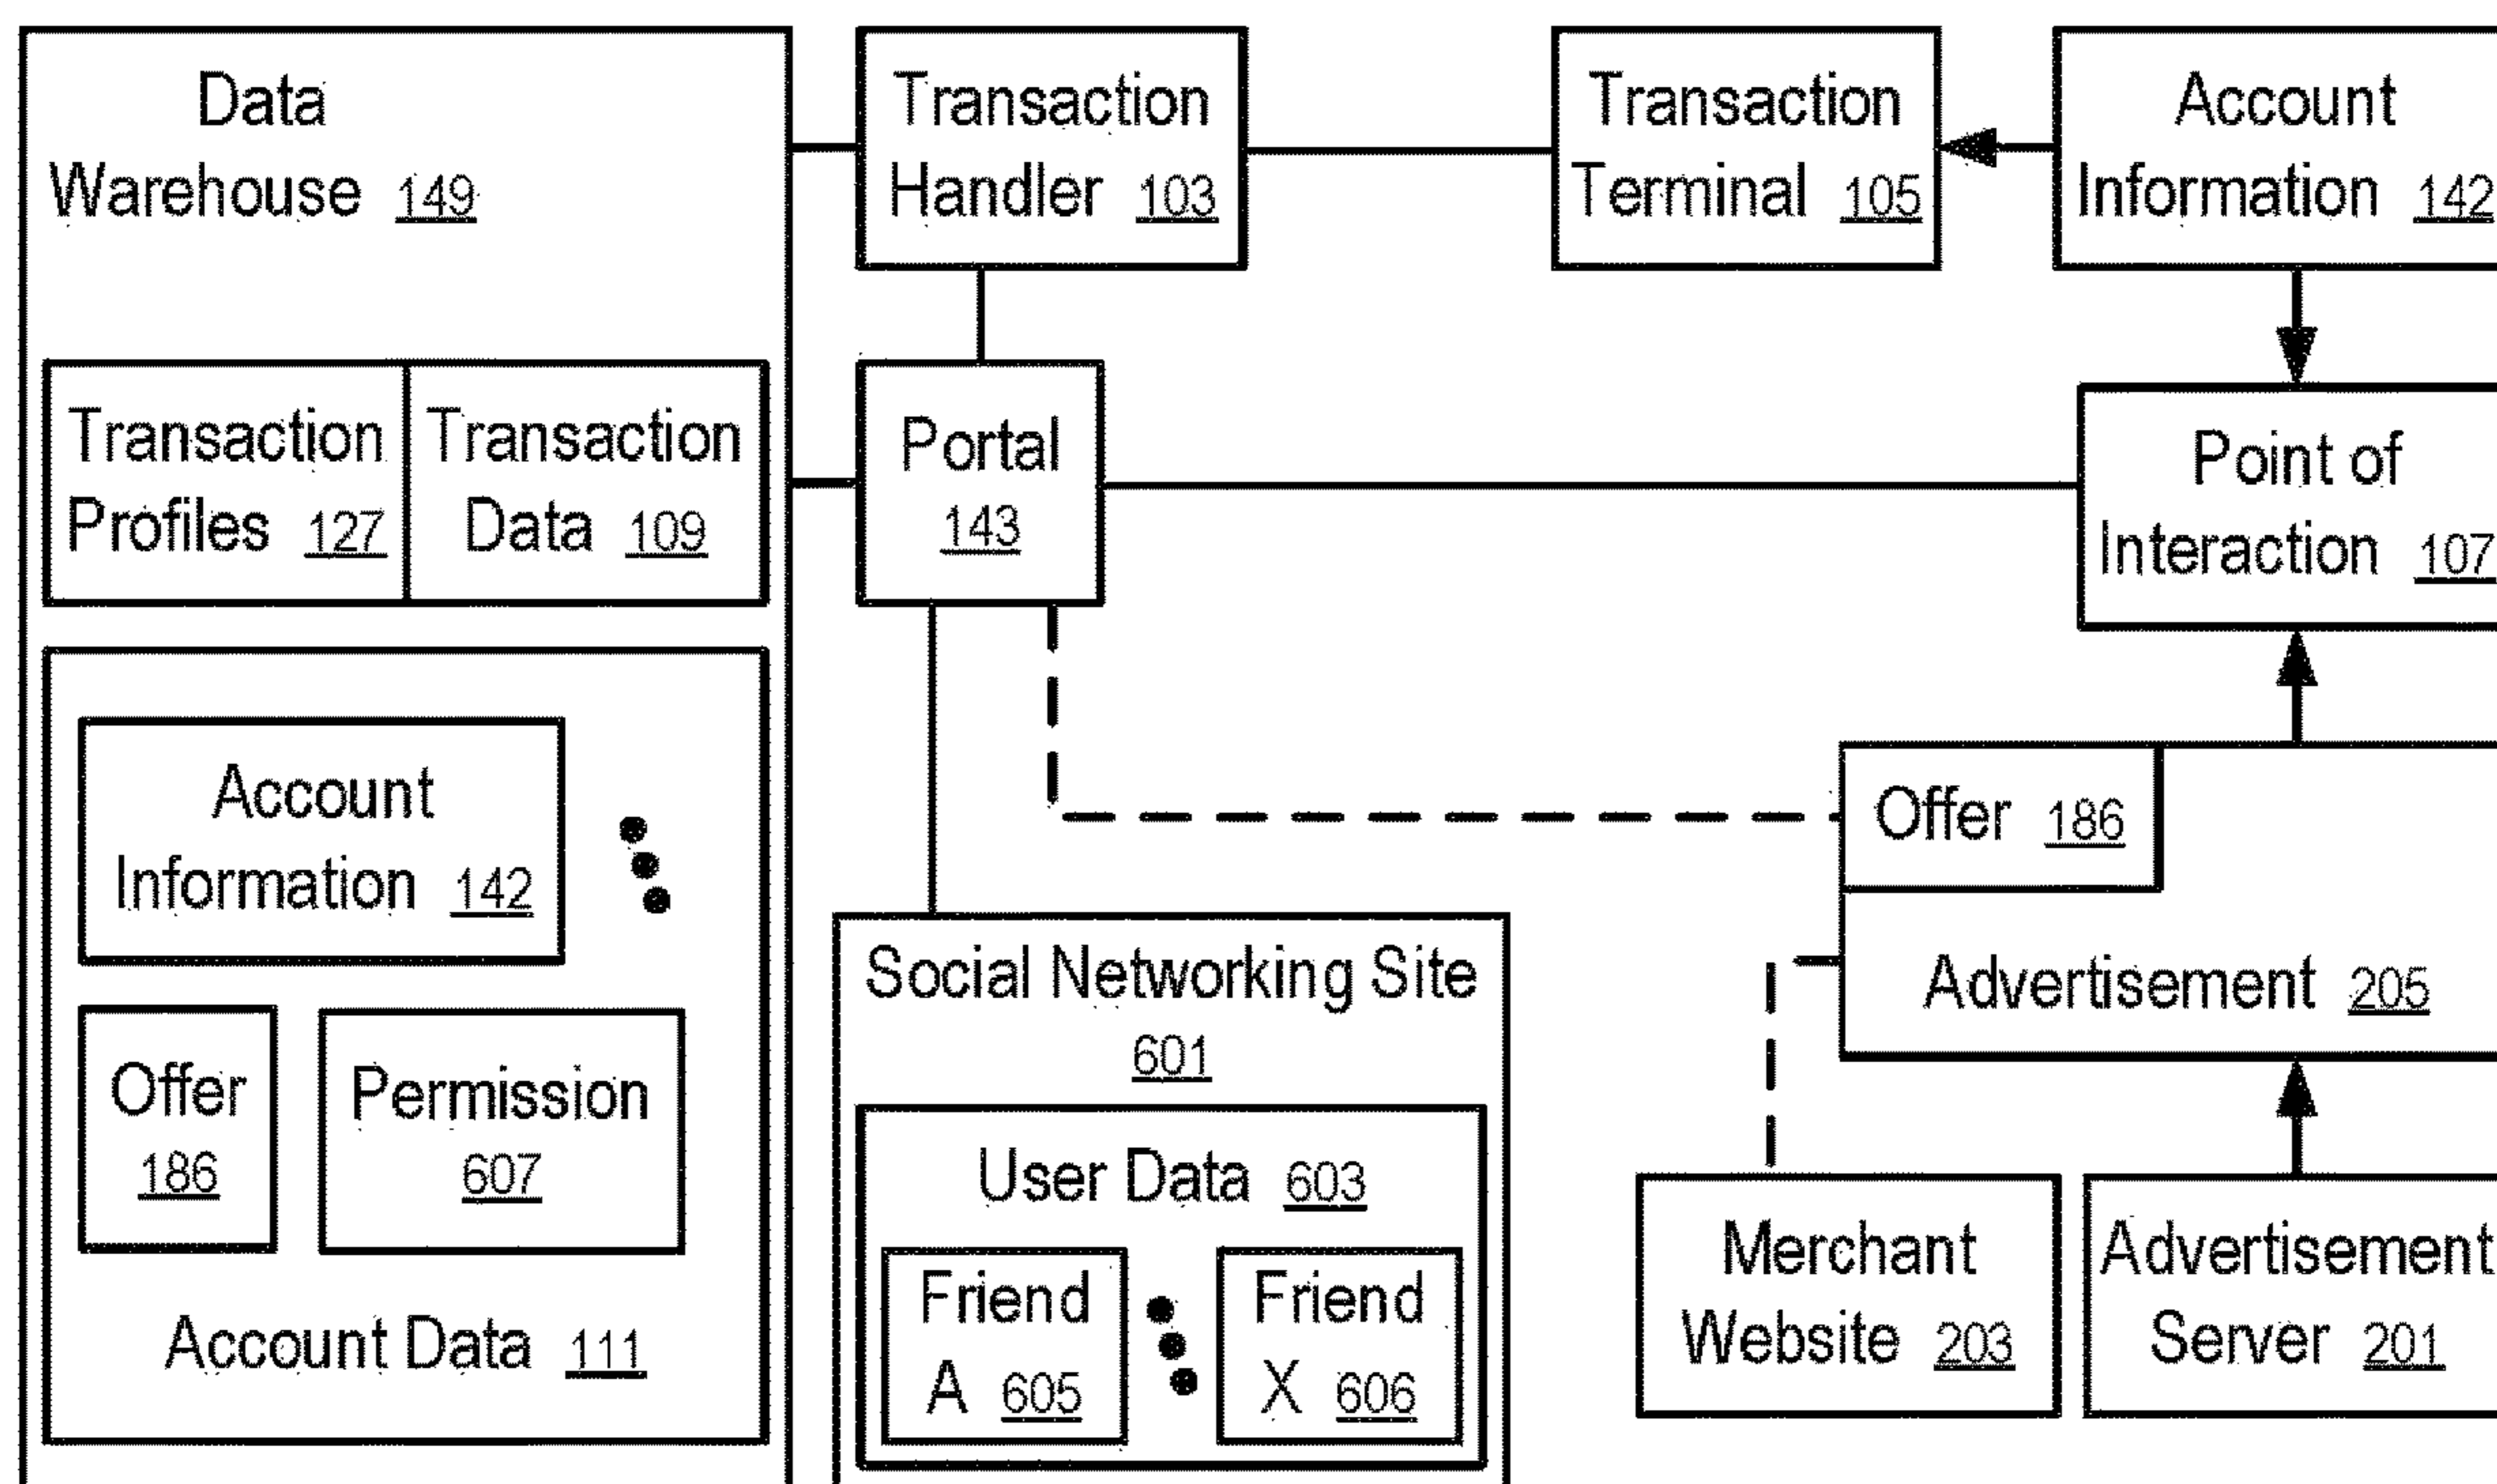 Data
Warehouse 149
Transaction
Handler 103
Transaction
Terminal 105
Account
Information 142
Transaction
Profiles 127
Transaction
Data 109
Portal
143
Point of
Interaction 107
Account
Information 142
Offer
186
Permission
607
Account Data 111
Offer 186
Advertisement 205
Social Networking Site
601
User Data 603
Friend
A 605
Friend
X 606
Merchant
Website 203
Advertisement
Server 201